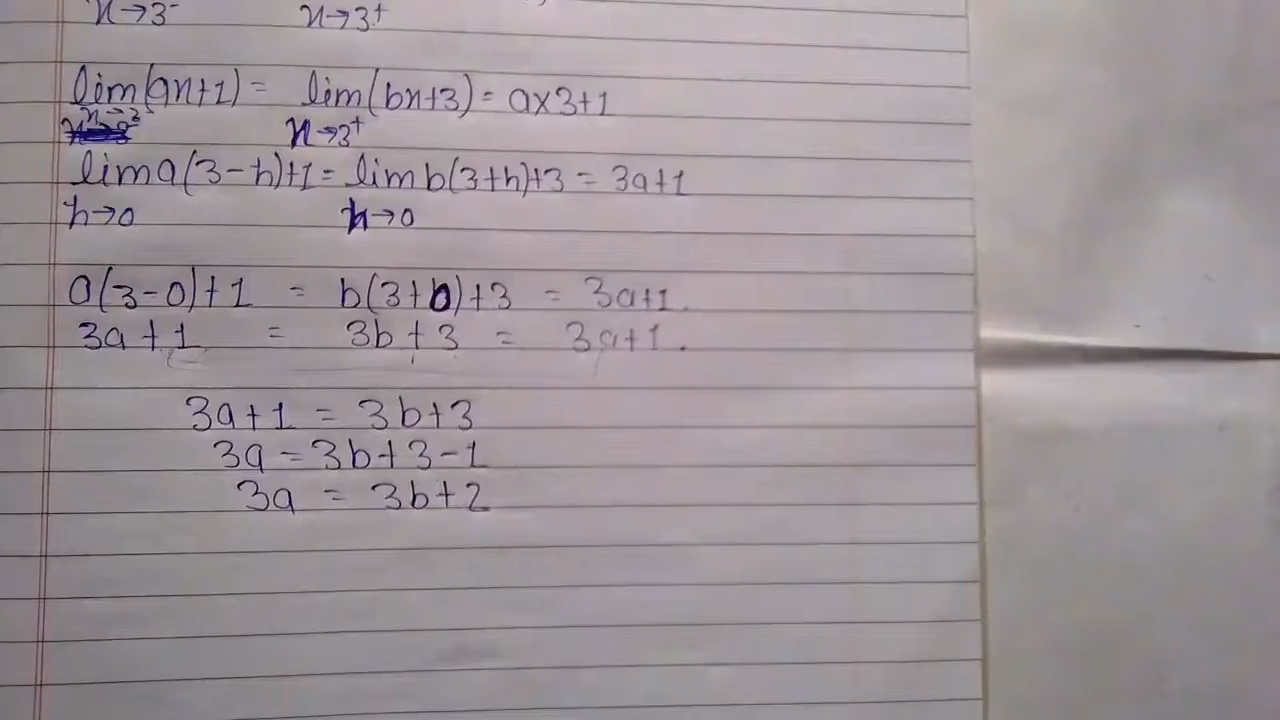 x→3⁻ x→3⁺
lim(ax+1) = lim(bx+3) = a×3+1
x→3⁻ x→3⁺
lim a(3-h)+1 = lim b(3+h)+3 = 3a+1
h→0 h→0
a(3-0)+1 = b(3+0)+3 = 3a+1.
3a+1 = 3b+3 = 3a+1.
3a+1 = 3b+3
3a = 3b+3-1
3a = 3b+2